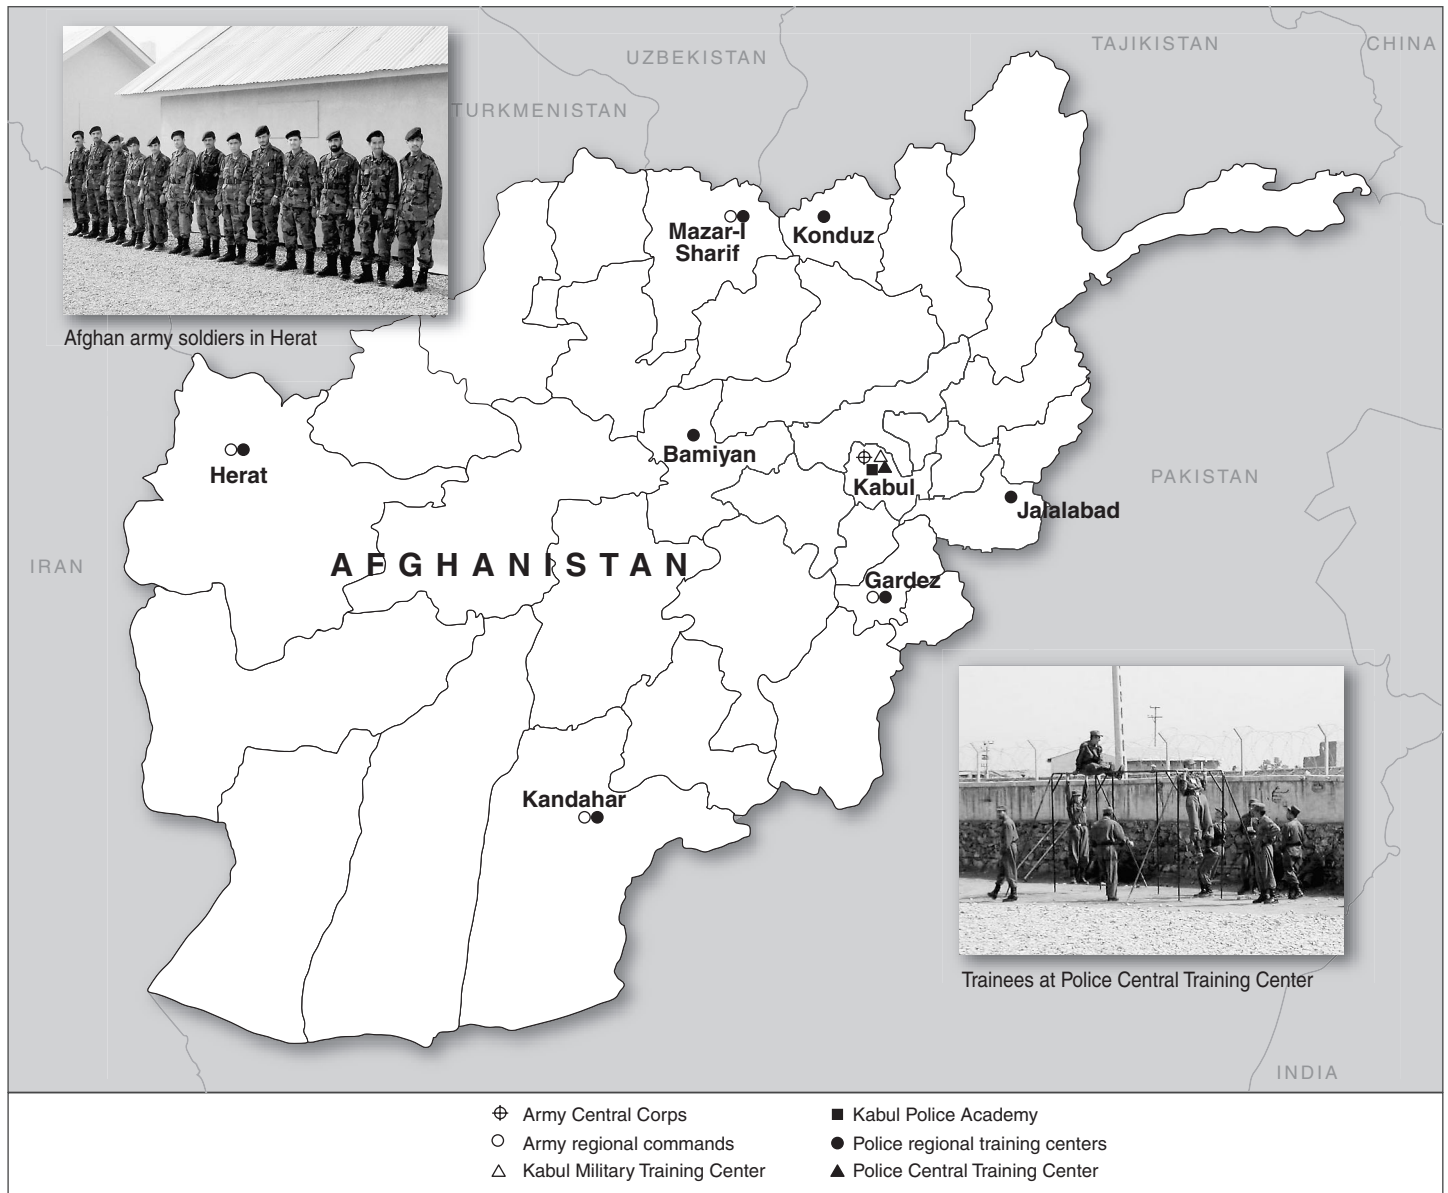 UZBEKISTAN
TAJIKISTAN
CHINA
TURKMENISTAN
Mazar-I
Sharif
Konduz
Afghan army soldiers in Herat
Herat
Bamiyan
Kabul
Jalalabad
PAKISTAN
IRAN
AFGHANISTAN
Gardez
Kandahar
Trainees at Police Central Training Center
INDIA
Army Central Corps
Army regional commands
Kabul Military Training Center
Kabul Police Academy
Police regional training centers
Police Central Training Center